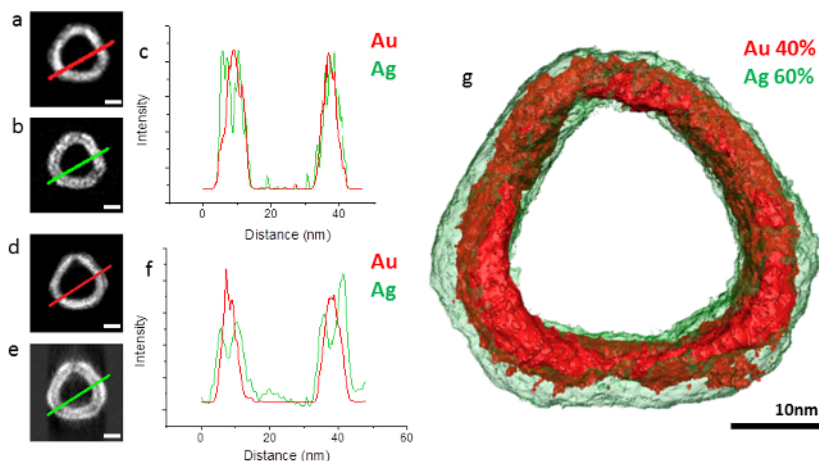 a
b
c
Au
Ag
Intensity
0 20 40
Distance (nm)
d
e
f
Au
Ag
Intensity
0 20 40 60
Distance (nm)
g
Au 40%
Ag 60%
10nm